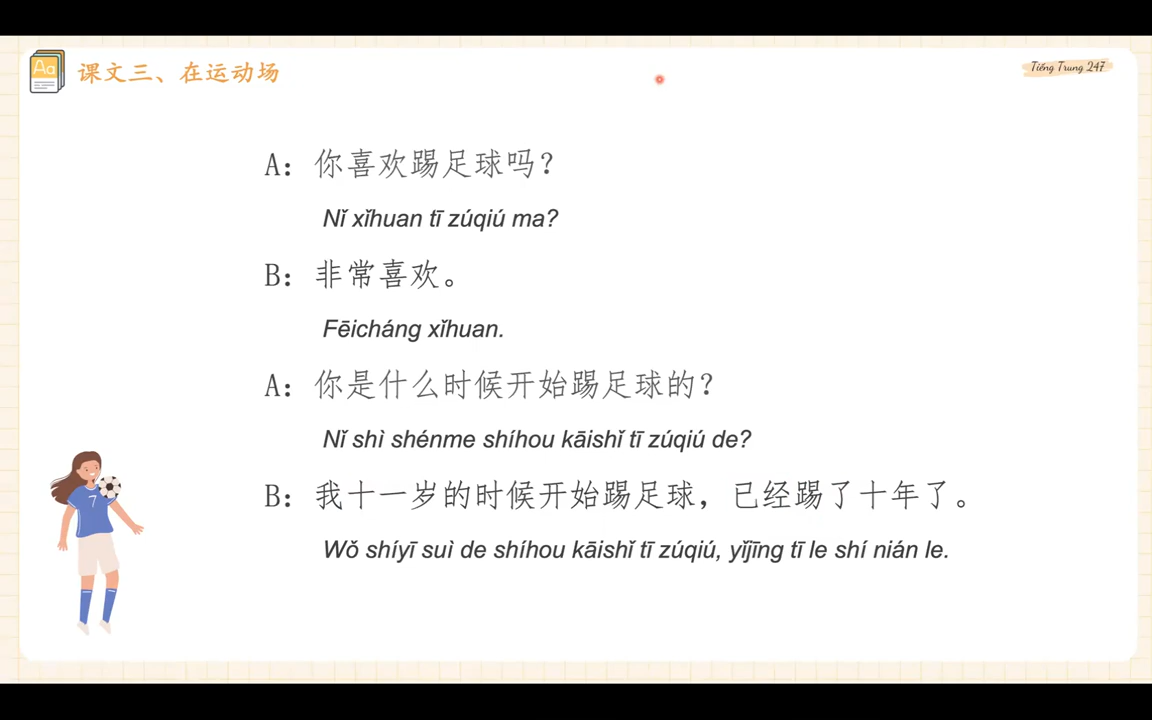 Aa
课文三、在运动场
Tiếng Trung 247
A：你喜欢踢足球吗？
Nǐ xǐhuan tī zúqiú ma?
B：非常喜欢。
Fēicháng xǐhuan.
A：你是什么时候开始踢足球的？
Nǐ shì shénme shíhou kāishǐ tī zúqiú de?
B：我十一岁的时候开始踢足球，已经踢了十年了。
Wǒ shíyī suì de shíhou kāishǐ tī zúqiú, yǐjīng tī le shí nián le.
7